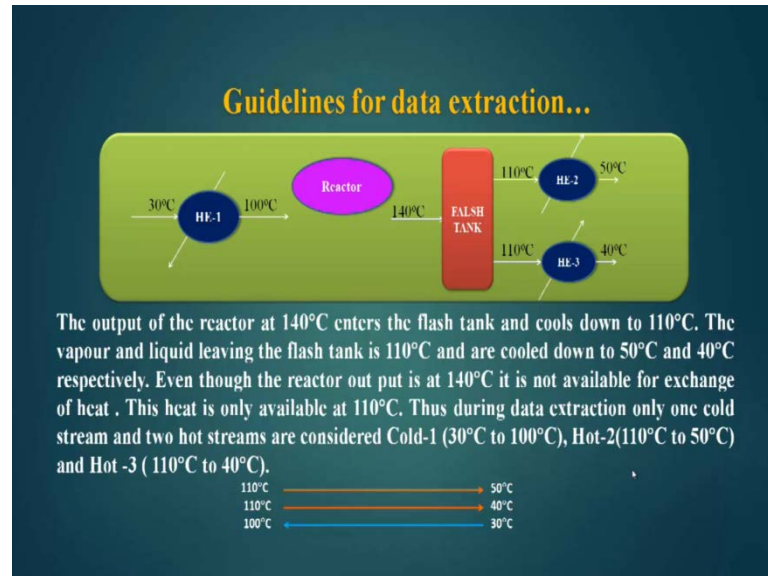 Guidelines for data extraction...
30°C
HE-1
100°C
Reactor
140°C
FALSH
TANK
110°C
HE-2
50°C
110°C
HE-3
40°C
The output of the reactor at 140°C enters the flash tank and cools down to 110°C. The
vapour and liquid leaving the flash tank is 110°C and are cooled down to 50°C and 40°C
respectively. Even though the reactor out put is at 140°C it is not available for exchange
of heat . This heat is only available at 110°C. Thus during data extraction only one cold
stream and two hot streams are considered Cold-1 (30°C to 100°C), Hot-2(110°C to 50°C)
and Hot -3 ( 110°C to 40°C).
110°C 50°C
110°C 40°C
100°C 30°C